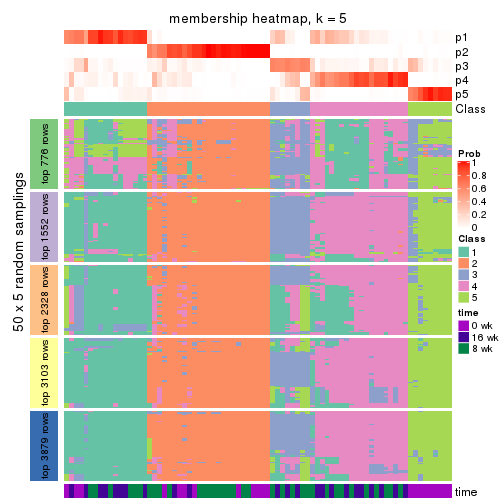 membership heatmap, k = 5
p1
p2
p3
p4
p5
Class
50 x 5 random samplings
top 776 rows
top 1552 rows
top 2328 rows
top 3103 rows
top 3879 rows
time
Prob
1
0.8
0.6
0.4
0.2
0
Class
1
2
3
4
5
time
0 wk
16 wk
8 wk